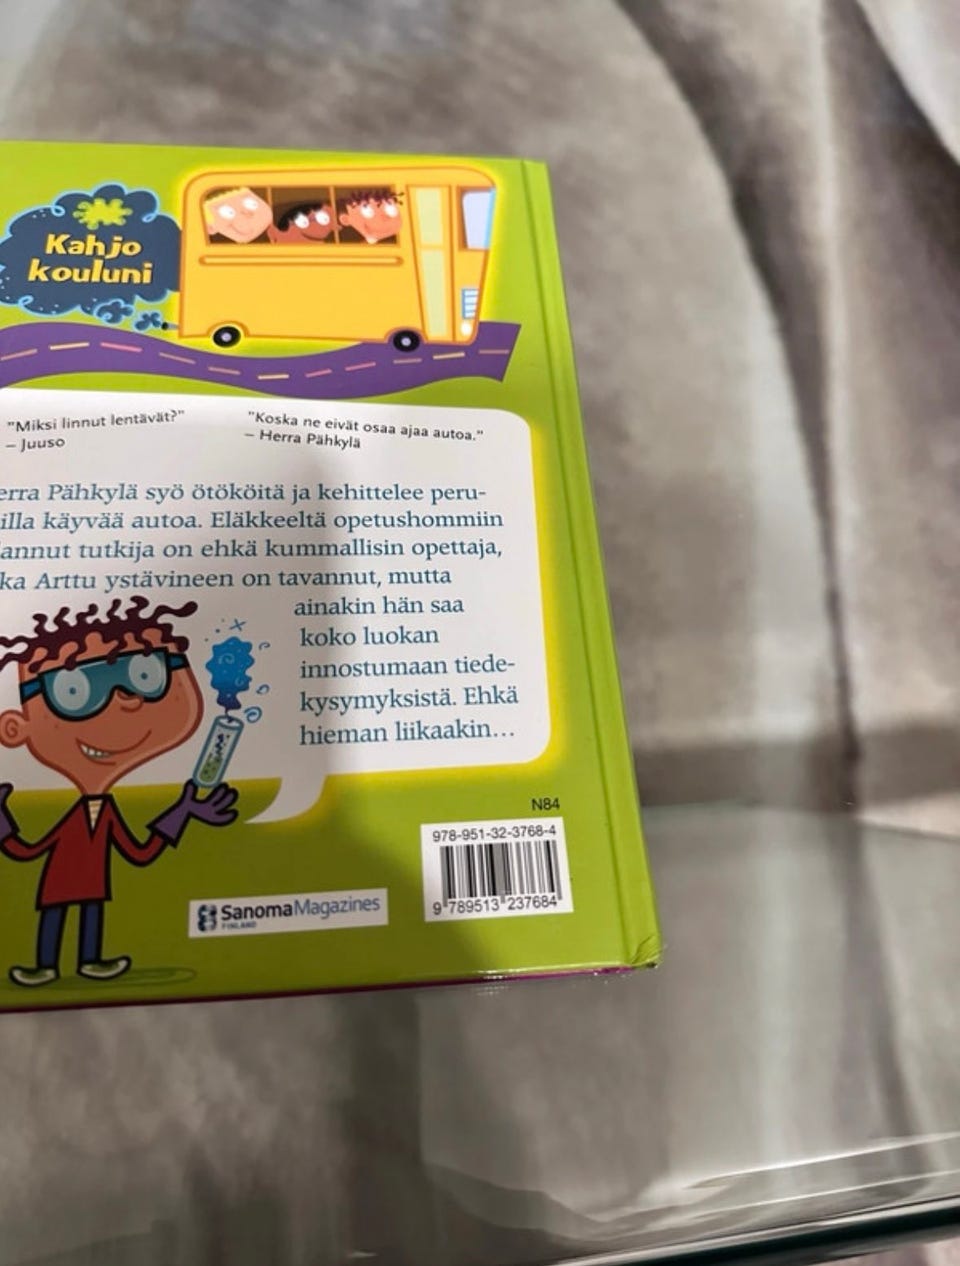 Kahjo
kouluni
"Miksi linnut lentävät?"
– Juuso
"Koska ne eivät osaa ajaa autoa."
– Herra Pähkylä
erra Pähkylä syö ötököitä ja kehittelee peru-
illa käyvää autoa. Eläkkeeltä opetushommiin
annut tutkija on ehkä kummallisin opettaja,
ka Arttu ystävineen on tavannut, mutta
ainakin hän saa
koko luokan
innostumaan tiede-
kysymyksistä. Ehkä
hieman liikaakin...
N84
978-951-32-3768-4
9 789513 237684
SanomaMagazines
FINLAND